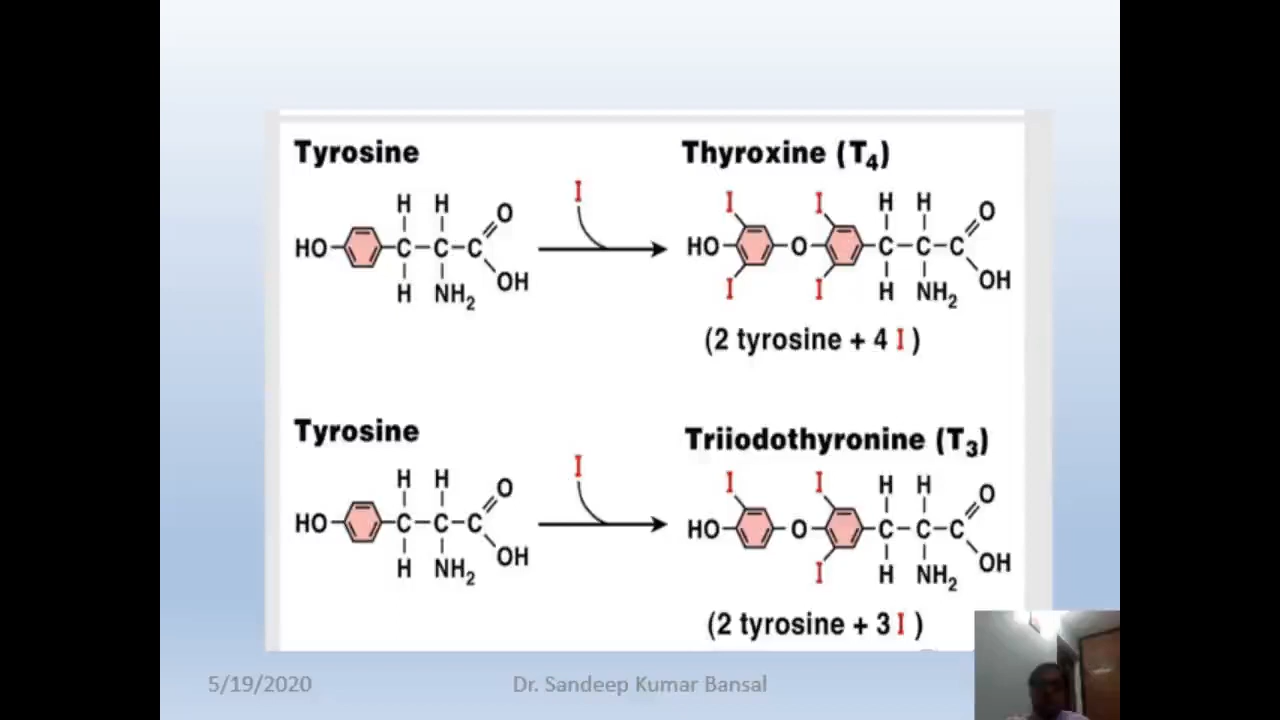 Tyrosine
H H O
I
HO C C C
OH
H NH2
Thyroxine (T4)
I I H H O
HO O C C C
OH
I I H NH2
(2 tyrosine + 4 I )
Tyrosine
H H O
I
HO C C C
OH
H NH2
Triiodothyronine (T3)
I I H H O
HO O C C C
OH
I H NH2
(2 tyrosine + 3 I )
5/19/2020
Dr. Sandeep Kumar Bansal